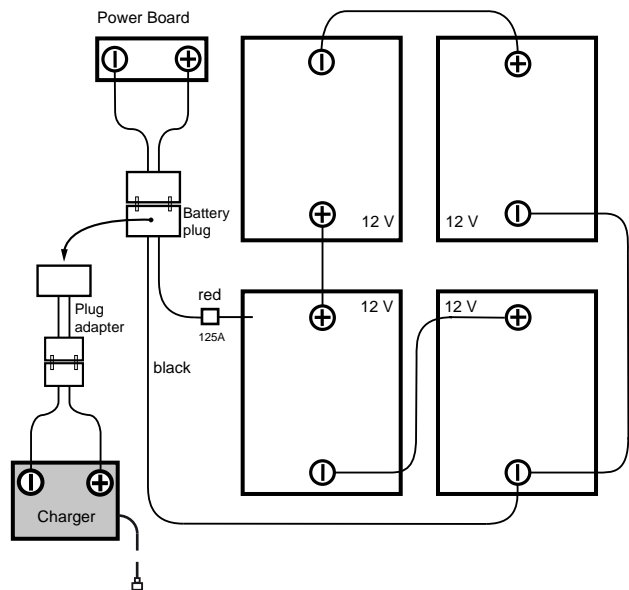 Power Board
12 V
12 V
Battery
plug
red
125A
12 V
12 V
Plug
adapter
black
Charger